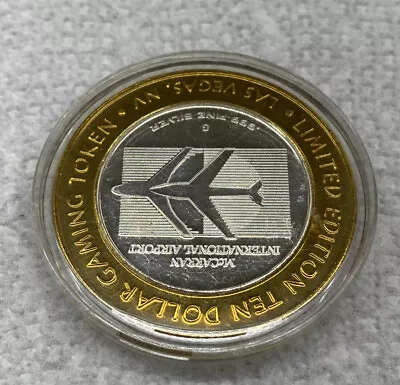 LIMITED EDITION TEN DOLLAR GAMING TOKEN • LAS VEGAS, NV •
McCARRAN
INTERNATIONAL AIRPORT
G
.999 FINE SILVER